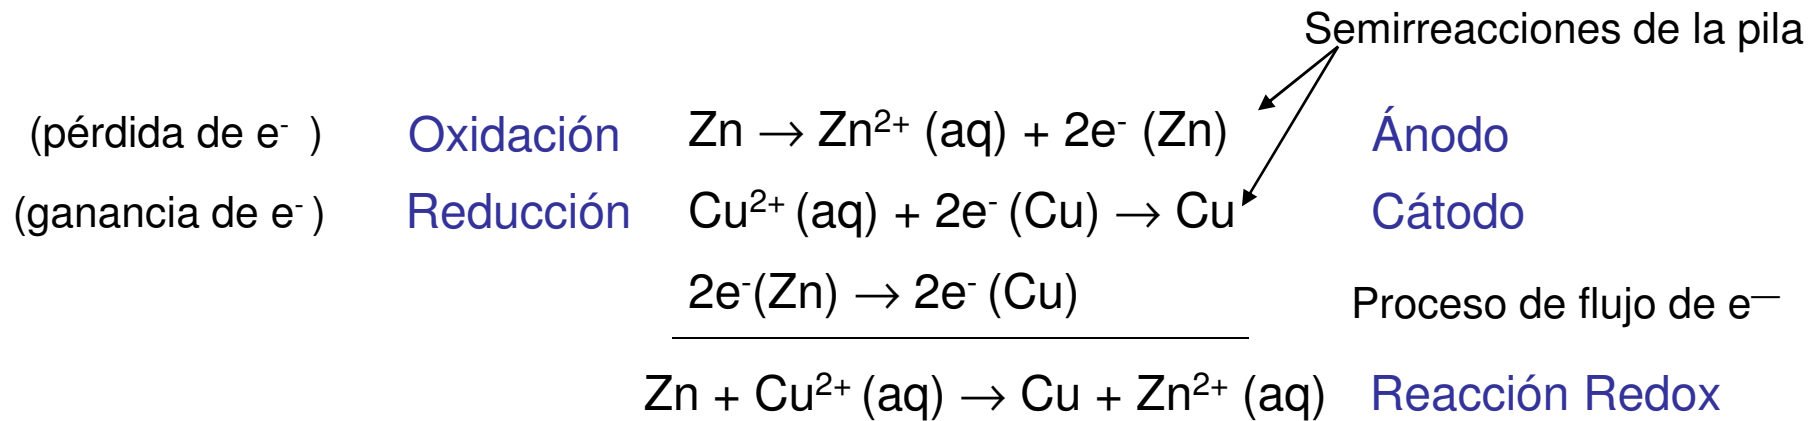 Semirreacciones de la pila
(pérdida de e⁻ ) Oxidación Zn → Zn²⁺ (aq) + 2e⁻ (Zn) Ánodo
(ganancia de e⁻ ) Reducción Cu²⁺ (aq) + 2e⁻ (Cu) → Cu Cátodo
2e⁻(Zn) → 2e⁻ (Cu) Proceso de flujo de e⁻
Zn + Cu²⁺ (aq) → Cu + Zn²⁺ (aq) Reacción Redox